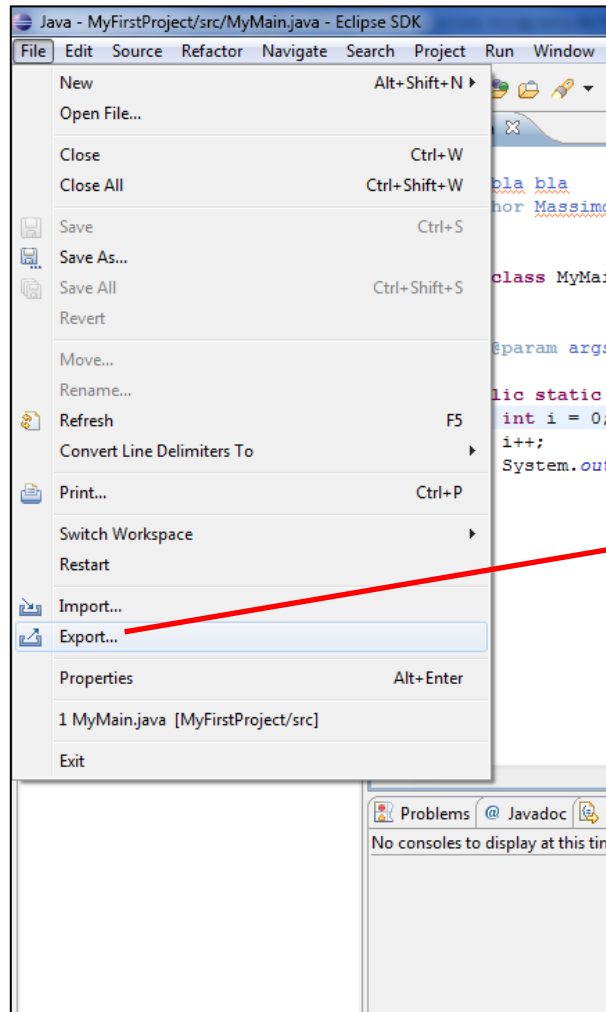 Java - MyFirstProject/src/MyMain.java - Eclipse SDK
File Edit Source Refactor Navigate Search Project Run Window
New Alt+Shift+N
Open File...
Close Ctrl+W
Close All Ctrl+Shift+W
Save Ctrl+S
Save As...
Save All Ctrl+Shift+S
Revert
Move...
Rename...
Refresh F5
Convert Line Delimiters To
Print... Ctrl+P
Switch Workspace
Restart
Import...
Export...
Properties Alt+Enter
1 MyMain.java [MyFirstProject/src]
Exit
bla bla
hor Massimo
class MyMai
@param args
lic static
int i = 0;
i++;
System.out
Problems @ Javadoc
No consoles to display at this tim